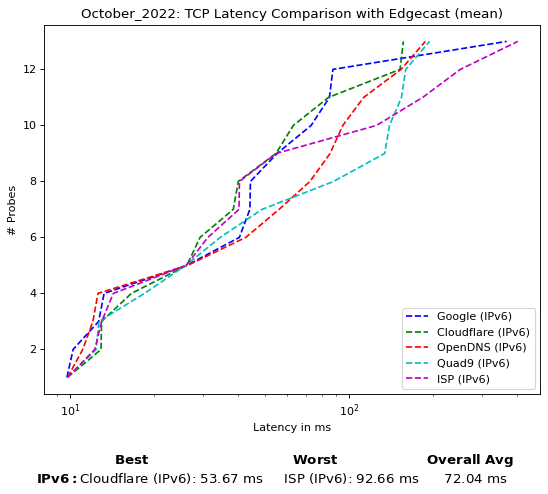 October_2022: TCP Latency Comparison with Edgecast (mean)
# Probes
12
10
8
6
4
2
10^1
10^2
Latency in ms
Google (IPv6)
Cloudflare (IPv6)
OpenDNS (IPv6)
Quad9 (IPv6)
ISP (IPv6)
Best Worst Overall Avg
IPv6: Cloudflare (IPv6): 53.67 ms ISP (IPv6): 92.66 ms 72.04 ms